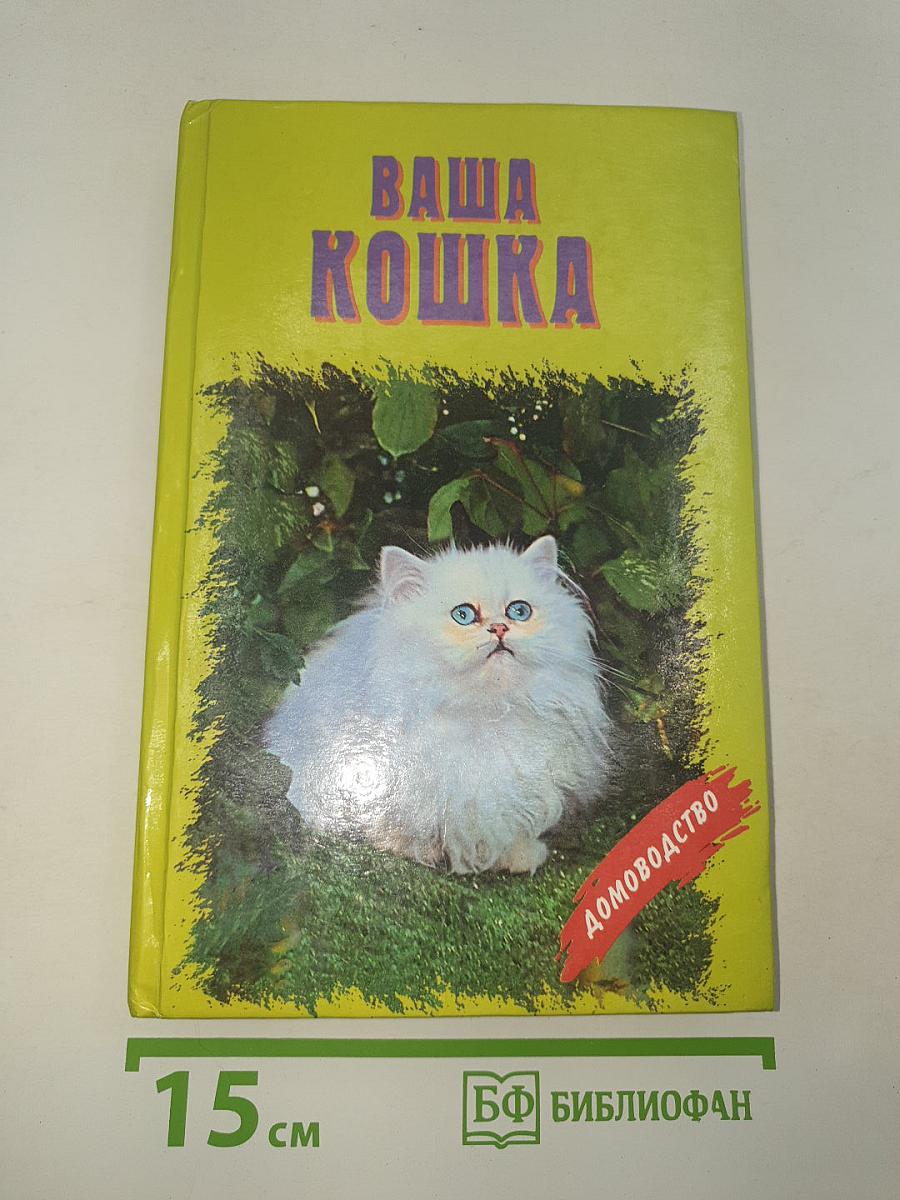 ВАША
КОШКА
ДОМОВОДСТВО
15 см
БФ БИБЛИОФАН